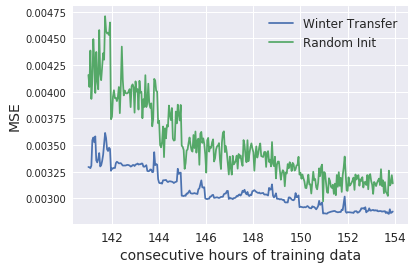 0.00475
0.00450
0.00425
0.00400
0.00375
0.00350
0.00325
0.00300
MSE
Winter Transfer
Random Init
142 144 146 148 150 152 154
consecutive hours of training data